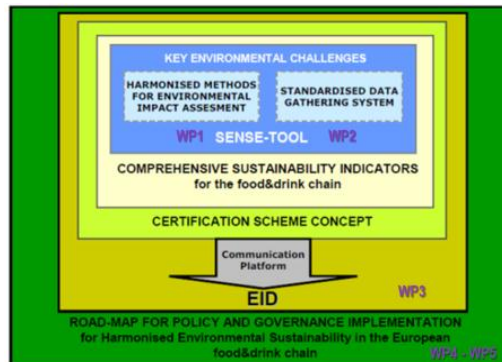 KEY ENVIRONMENTAL CHALLENGES
HARMONISED METHODS
FOR ENVIRONMENTAL
IMPACT ASSESMENT
STANDARDISED DATA
GATHERING SYSTEM
WP1 SENSE-TOOL WP2
COMPREHENSIVE SUSTAINABILITY INDICATORS
for the food&drink chain
CERTIFICATION SCHEME CONCEPT
Communication
Platform
EID
WP3
ROAD-MAP FOR POLICY AND GOVERNANCE IMPLEMENTATION
for Harmonised Environmental Sustainability in the European
food&drink chain
WP4 - WP5